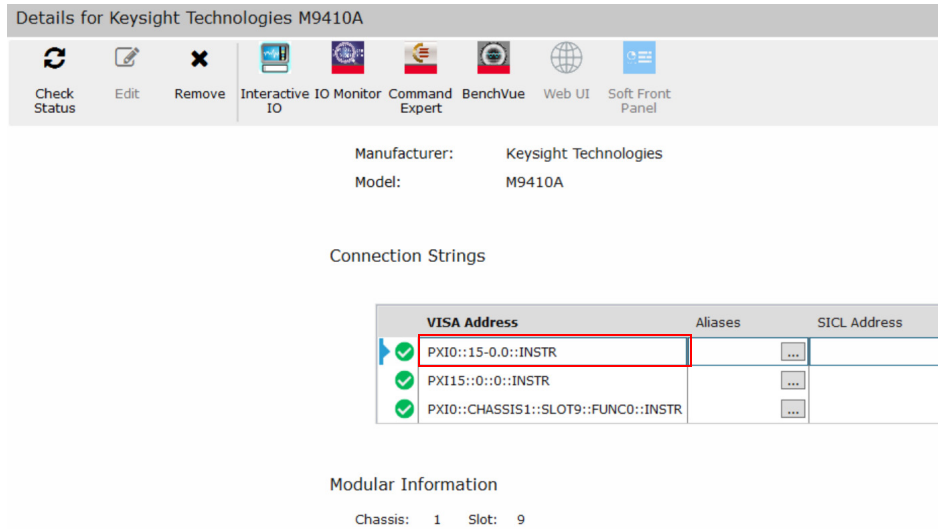 Details for Keysight Technologies M9410A
Check Status
Edit
Remove
Interactive IO
IO Monitor
Command Expert
BenchVue
Web UI
Soft Front Panel
Manufacturer: Keysight Technologies
Model: M9410A
Connection Strings
VISA Address Aliases SICL Address
PXI0::15-0.0::INSTR ...
PXI15::0::0::INSTR ...
PXI0::CHASSIS1::SLOT9::FUNC0::INSTR ...
Modular Information
Chassis: 1 Slot: 9